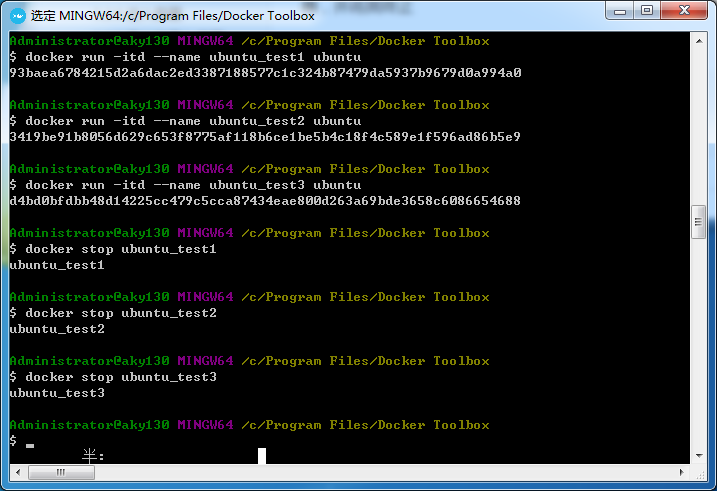 选定 MINGW64:/c/Program Files/Docker Toolbox
Administrator@aky130 MINGW64 /c/Program Files/Docker Toolbox
$ docker run -itd --name ubuntu_test1 ubuntu
93baea6784215d2a6dac2ed3387188577c1c324b87479da5937b9679d0a994a0
Administrator@aky130 MINGW64 /c/Program Files/Docker Toolbox
$ docker run -itd --name ubuntu_test2 ubuntu
3419be91b8056d629c653f8775af118b6ce1be5b4c18f4c589e1f596ad86b5e9
Administrator@aky130 MINGW64 /c/Program Files/Docker Toolbox
$ docker run -itd --name ubuntu_test3 ubuntu
d4bd0bfdbb48d14225cc479c5cca87434eae800d263a69bde3658c6086654688
Administrator@aky130 MINGW64 /c/Program Files/Docker Toolbox
$ docker stop ubuntu_test1
ubuntu_test1
Administrator@aky130 MINGW64 /c/Program Files/Docker Toolbox
$ docker stop ubuntu_test2
ubuntu_test2
Administrator@aky130 MINGW64 /c/Program Files/Docker Toolbox
$ docker stop ubuntu_test3
ubuntu_test3
Administrator@aky130 MINGW64 /c/Program Files/Docker Toolbox
$ _
半: